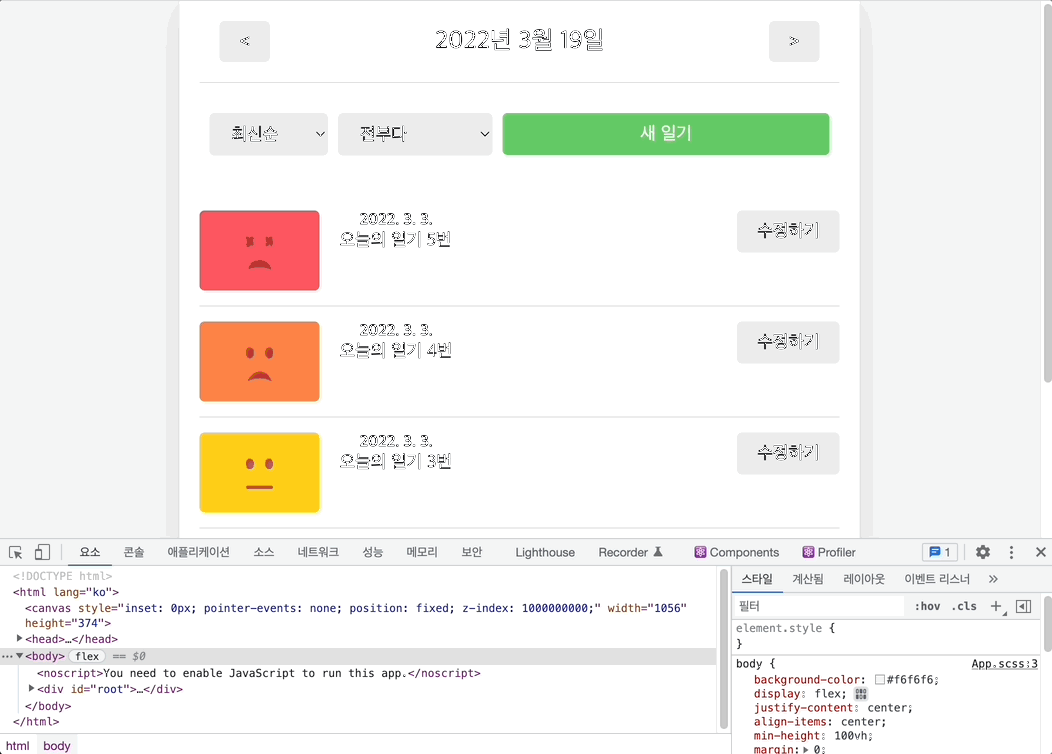 < 2022년 3월 19일 >
최신순 전부다 새 일기
2022. 3. 3.
오늘의 일기 5번
수정하기
2022. 3. 3.
오늘의 일기 4번
수정하기
2022. 3. 3.
오늘의 일기 3번
수정하기
요소 콘솔 애플리케이션 소스 네트워크 성능 메모리 보안 Lighthouse Recorder Components Profiler 1
<!DOCTYPE html>
<html lang="ko">
<canvas style="inset: 0px; pointer-events: none; position: fixed; z-index: 1000000000;" width="1056"
height="374">
<head>…</head>
<body> flex == $0
<noscript>You need to enable JavaScript to run this app.</noscript>
<div id="root">…</div>
</body>
</html>
html body
스타일 계산됨 레이아웃 이벤트 리스너 »
필터 :hov .cls +
element.style {
}
body { App.scss:3
background-color: #f6f6f6;
display: flex;
justify-content: center;
align-items: center;
min-height: 100vh;
margin: 0;